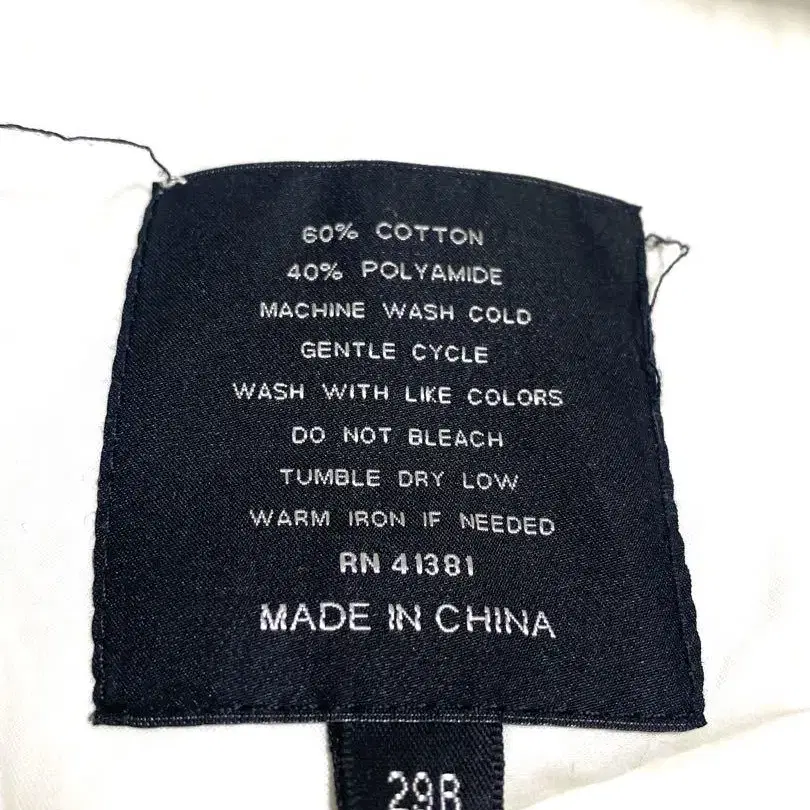 60% COTTON
40% POLYAMIDE
MACHINE WASH COLD
GENTLE CYCLE
WASH WITH LIKE COLORS
DO NOT BLEACH
TUMBLE DRY LOW
WARM IRON IF NEEDED
RN 41381
MADE IN CHINA
29R